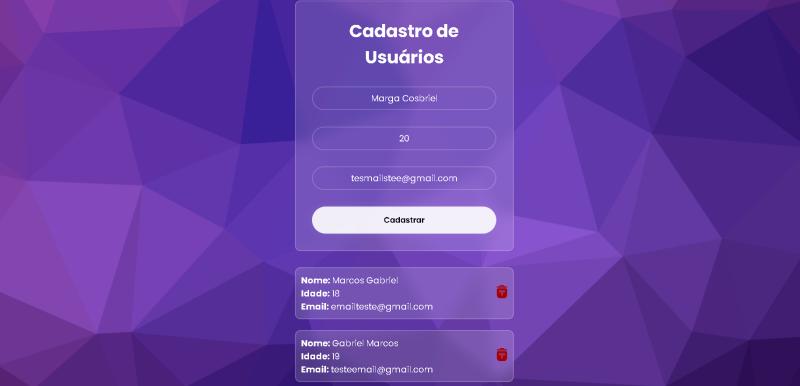 Cadastro de
Usuários
Marga Cosbriel
20
tesmailstee@gmail.com
Cadastrar
Nome: Marcos Gabriel
Idade: 18
Email: emailteste@gmail.com
Nome: Gabriel Marcos
Idade: 19
Email: testeemail@gmail.com